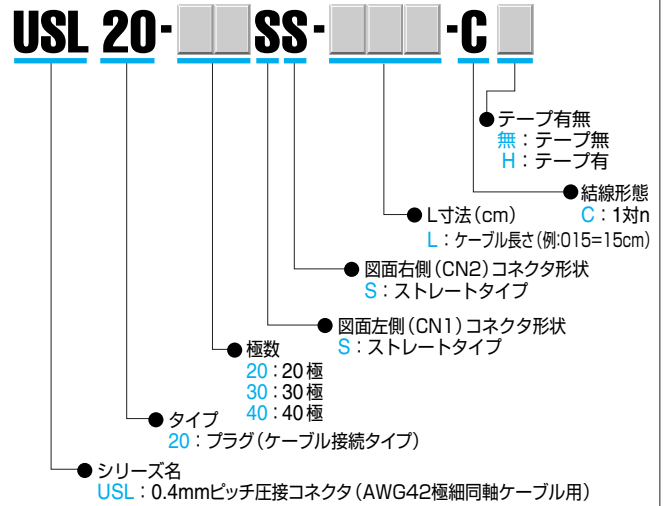 USL 20-□□SS-□□□-C□
テープ有無
無：テープ無
H：テープ有
結線形態
C：1対n
L寸法（cm）
L：ケーブル長さ（例:015=15cm）
図面右側（CN2）コネクタ形状
S：ストレートタイプ
図面左側（CN1）コネクタ形状
S：ストレートタイプ
極数
20：20極
30：30極
40：40極
タイプ
20：プラグ（ケーブル接続タイプ）
シリーズ名
USL：0.4mmピッチ圧接コネクタ（AWG42極細同軸ケーブル用）